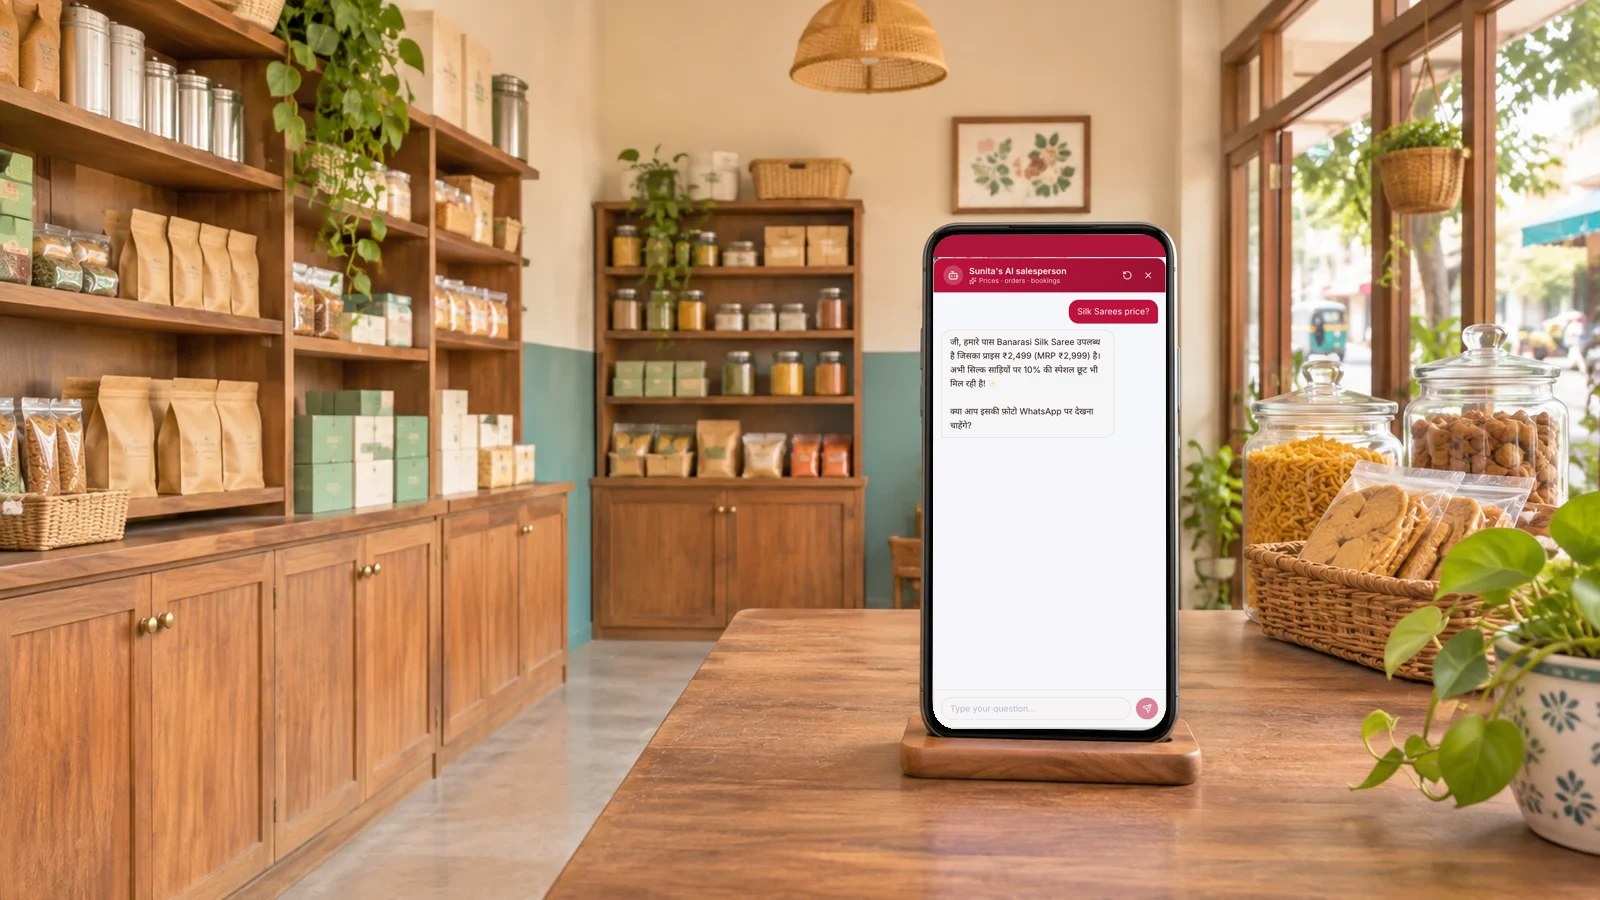 Sunita's AI salesperson
Prices · orders · bookings
Silk Sarees price?
जी, हमारे पास Banarasi Silk Saree उपलब्ध
है जिसका प्राइस ₹2,499 (MRP ₹2,999) है।
अभी सिल्क साड़ियों पर 10% की स्पेशल छूट भी
मिल रही है! ✨
क्या आप इसकी फ़ोटो WhatsApp पर देखना
चाहेंगे?
Type your question...